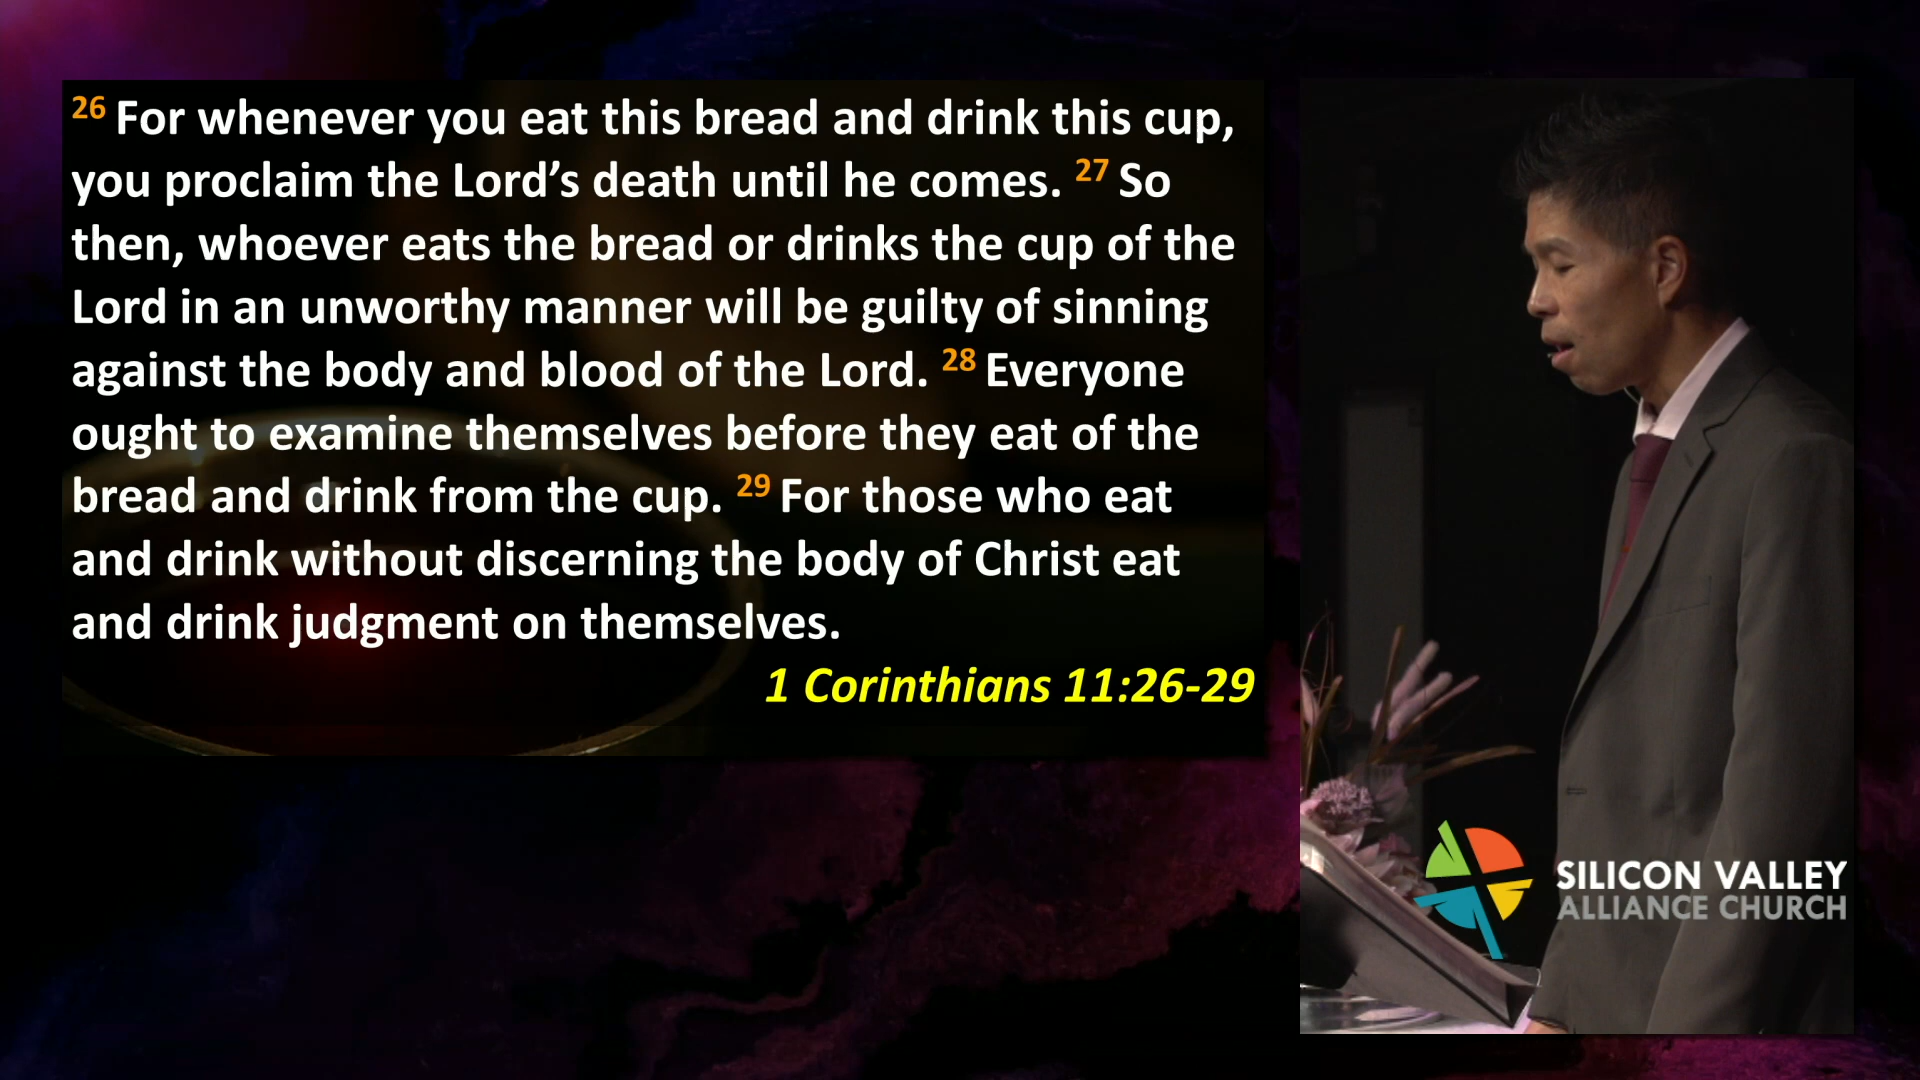 26 For whenever you eat this bread and drink this cup,
you proclaim the Lord’s death until he comes. 27 So
then, whoever eats the bread or drinks the cup of the
Lord in an unworthy manner will be guilty of sinning
against the body and blood of the Lord. 28 Everyone
ought to examine themselves before they eat of the
bread and drink from the cup. 29 For those who eat
and drink without discerning the body of Christ eat
and drink judgment on themselves.
1 Corinthians 11:26-29
SILICON VALLEY
ALLIANCE CHURCH